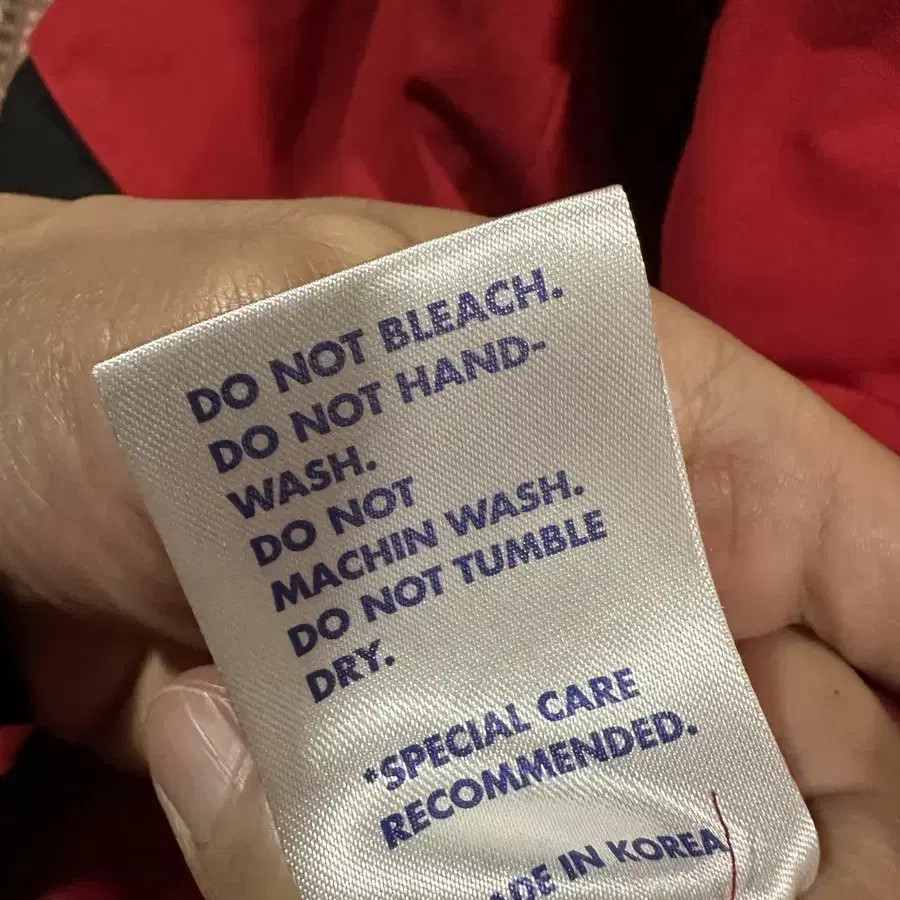 DO NOT BLEACH.
DO NOT HAND-
WASH.
DO NOT
MACHIN WASH.
DO NOT TUMBLE
DRY.
*SPECIAL CARE
RECOMMENDED.
ADE IN KOREA